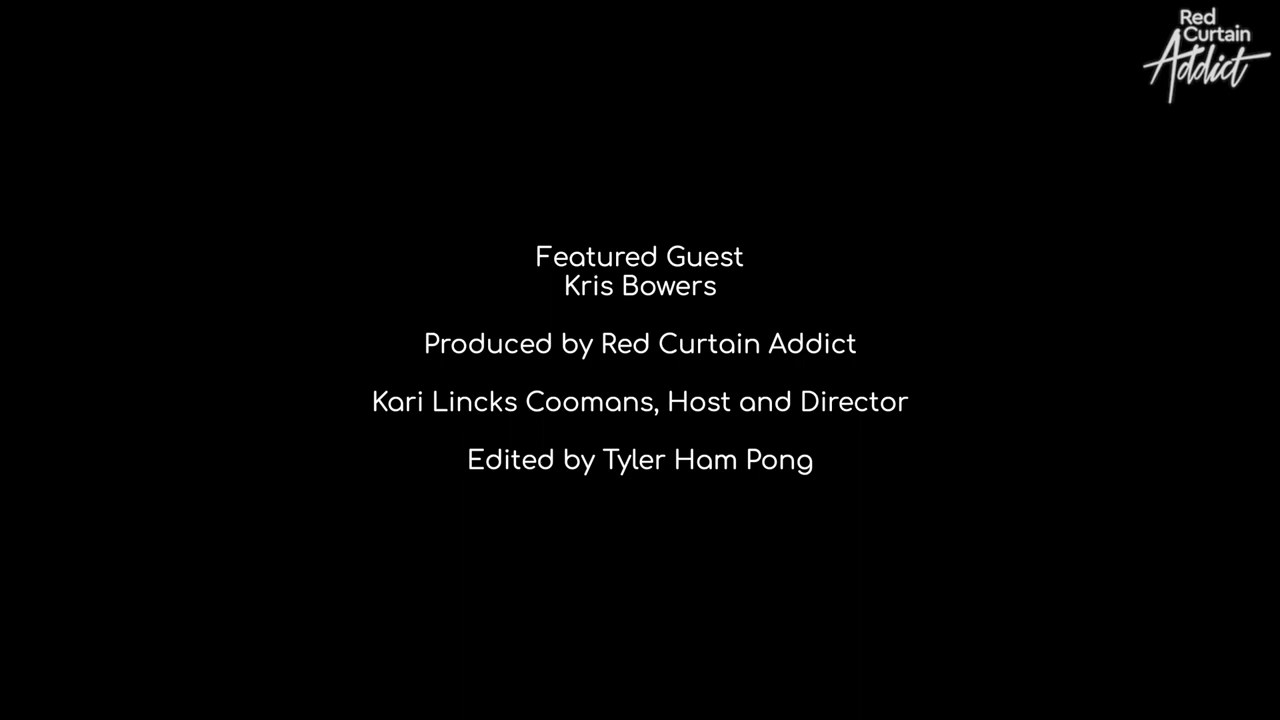 Red
Curtain
Addict
Featured Guest
Kris Bowers
Produced by Red Curtain Addict
Kari Lincks Coomans, Host and Director
Edited by Tyler Ham Pong